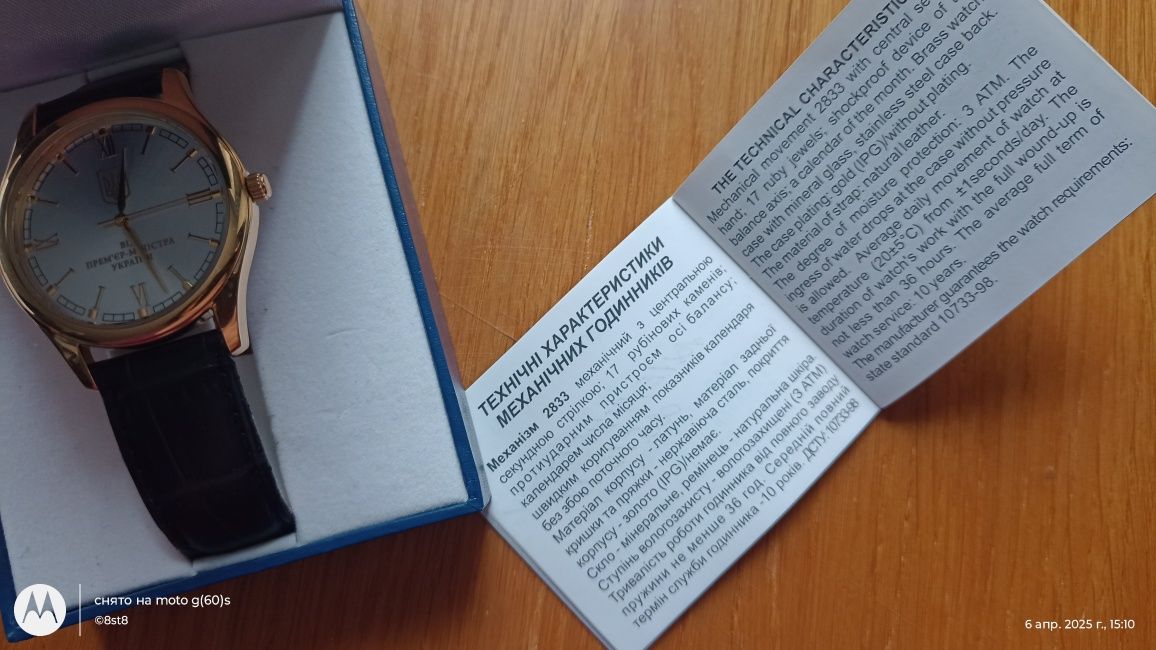 XII
ВІД
ПРЕМ'ЄР-МІНІСТРА
УКРАЇНИ
VI
ТЕХНІЧНІ ХАРАКТЕРИСТИКИ
МЕХАНІЧНИХ ГОДИННИКІВ
Механізм 2833 механічний з центральною
секундною стрілкою; 17 рубінових каменів;
протиударним пристроєм осі балансу;
календарем числа місяця;
швидким коригуванням показників календаря
без збою поточного часу.
Матеріал корпусу - латунь, матеріал задньої
кришки та пряжки - нержавіюча сталь, покриття
корпусу - золото (IPG)/немає.
Скло - мінеральне, ремінець - натуральна шкіра.
Ступінь вологозахисту - вологозахищені (3 АТМ)
Тривалість роботи годинника від повного заводу
пружини не менше 36 год. Середній повний
термін служби годинника -10 років. ДСТУ: 10733-98
THE TECHNICAL CHARACTERISTIC
Mechanical movement 2833 with central se
hand; 17 ruby jewels; shockproof device of
balance axis; a calendar of the month. Brass watch
case with mineral glass, stainless steel case back.
The case plating: gold (IPG)/without plating.
The material of strap: natural leather.
The degree of moisture protection: 3 ATM. The
ingress of water drops at the case without pressure
is allowed. Average daily movement of watch at
temperature (20±5°C) from ±1seconds/day. The
duration of watch's work with the full wound-up is
not less than 36 hours. The average full term of
watch service: 10 years.
The manufacturer guarantees the watch requirements:
state standard 10733-98.
снято на moto g(60)s
©8st8
6 апр. 2025 г., 15:10